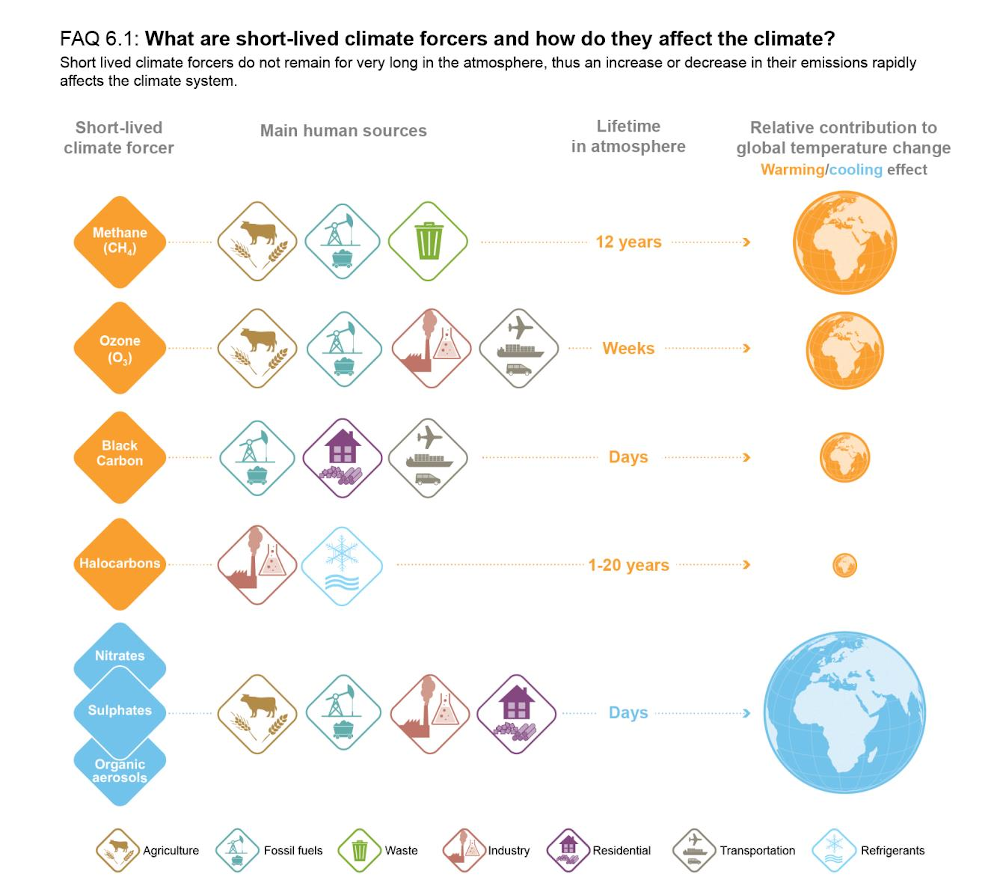 FAQ 6.1: What are short-lived climate forcers and how do they affect the climate?
Short lived climate forcers do not remain for very long in the atmosphere, thus an increase or decrease in their emissions rapidly
affects the climate system.
Short-lived
climate forcer
Main human sources
Lifetime
in atmosphere
Relative contribution to
global temperature change
Warming/cooling effect
Methane
(CH₄)
12 years
Ozone
(O₃)
Weeks
Black
Carbon
Days
Halocarbons
1-20 years
Nitrates
Sulphates
Organic
aerosols
Days
Agriculture
Fossil fuels
Waste
Industry
Residential
Transportation
Refrigerants